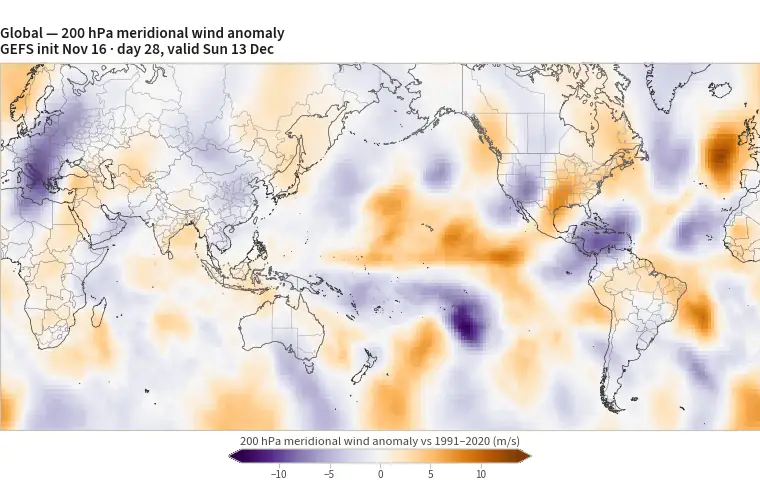 Global — 200 hPa meridional wind anomaly
GEFS init Nov 16 · day 28, valid Sun 13 Dec
200 hPa meridional wind anomaly vs 1991–2020 (m/s)
−10 −5 0 5 10